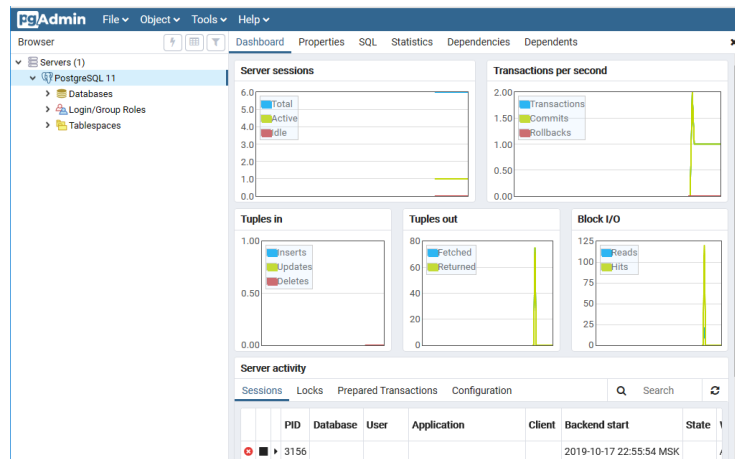 pgAdmin File Object Tools Help
Browser
Dashboard Properties SQL Statistics Dependencies Dependents
Servers (1)
PostgreSQL 11
Databases
Login/Group Roles
Tablespaces
Server sessions
6.0
5.0
4.0
3.0
2.0
1.0
0.0
Total
Active
Idle
Transactions per second
2.00
1.50
1.00
0.50
0.00
Transactions
Commits
Rollbacks
Tuples in
1.00
0.50
0.00
Inserts
Updates
Deletes
Tuples out
80
60
40
20
0
Fetched
Returned
Block I/O
125
100
75
50
25
0
Reads
Hits
Server activity
Sessions Locks Prepared Transactions Configuration Search
PID Database User Application Client Backend start State
3156 2019-10-17 22:55:54 MSK